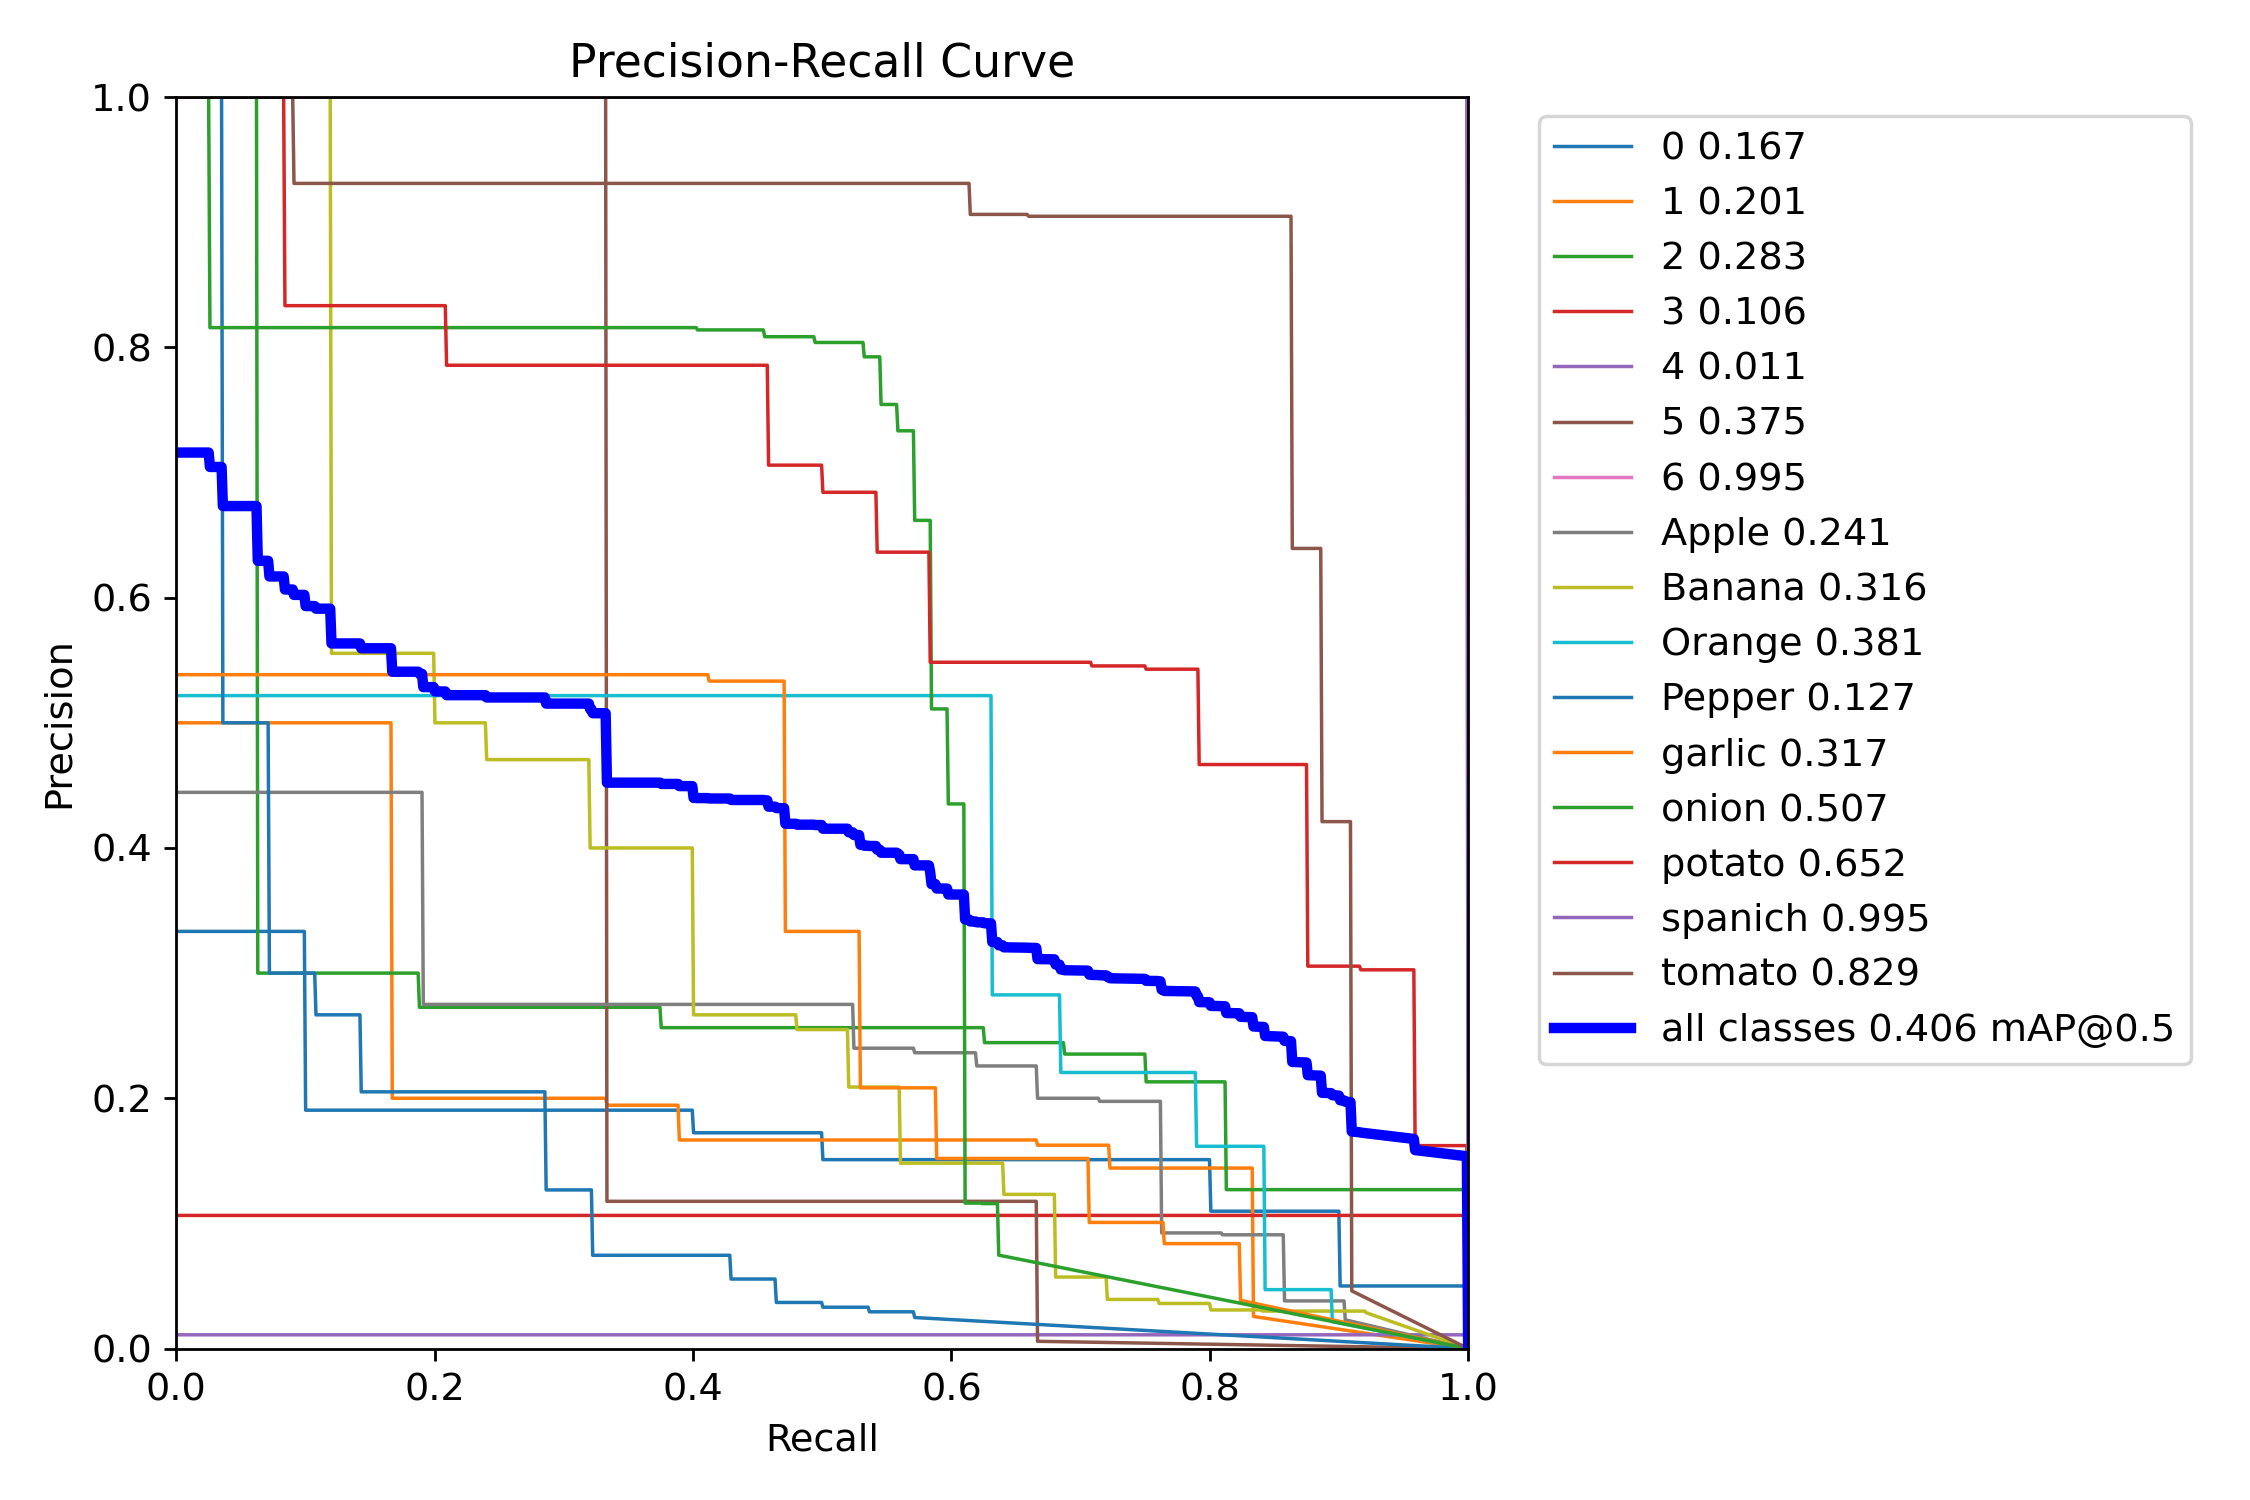 Precision-Recall Curve
1.0
0.8
0.6
0.4
0.2
0.0
Precision
0.0 0.2 0.4 0.6 0.8 1.0
Recall
0 0.167
1 0.201
2 0.283
3 0.106
4 0.011
5 0.375
6 0.995
Apple 0.241
Banana 0.316
Orange 0.381
Pepper 0.127
garlic 0.317
onion 0.507
potato 0.652
spanich 0.995
tomato 0.829
all classes 0.406 mAP@0.5